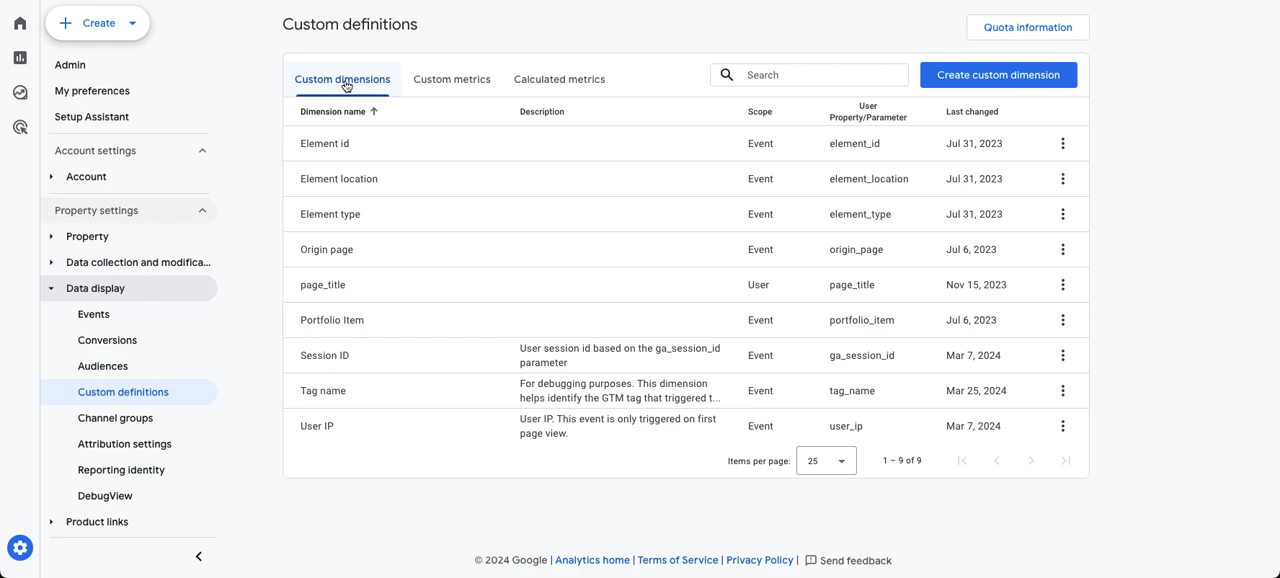 Create
Custom definitions
Quota information
Admin
My preferences
Setup Assistant
Account settings
Account
Property settings
Property
Data collection and modifica...
Data display
Events
Conversions
Audiences
Custom definitions
Channel groups
Attribution settings
Reporting identity
DebugView
Product links
Custom dimensions Custom metrics Calculated metrics Search Create custom dimension
Dimension name Description Scope User Property/Parameter Last changed
Element id Event element_id Jul 31, 2023
Element location Event element_location Jul 31, 2023
Element type Event element_type Jul 31, 2023
Origin page Event origin_page Jul 6, 2023
page_title User page_title Nov 15, 2023
Portfolio Item Event portfolio_item Jul 6, 2023
Session ID User session id based on the ga_session_id parameter Event ga_session_id Mar 7, 2024
Tag name For debugging purposes. This dimension helps identify the GTM tag that triggered t... Event tag_name Mar 25, 2024
User IP User IP. This event is only triggered on first page view. Event user_ip Mar 7, 2024
Items per page: 25 1 – 9 of 9
© 2024 Google | Analytics home | Terms of Service | Privacy Policy | Send feedback